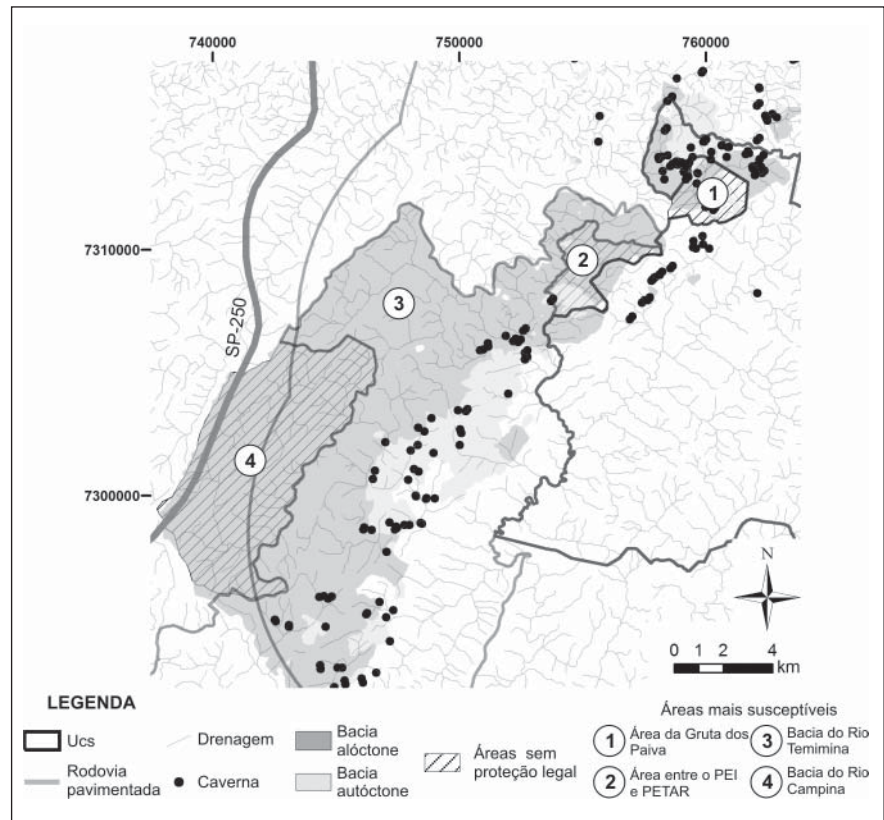 740000
750000
760000
7310000
7300000
SP-250
1
2
3
4
N
0 1 2 4
km
LEGENDA
Ucs
Rodovia
pavimentada
Drenagem
Caverna
Bacia
alóctone
Bacia
autóctone
Áreas sem
proteção legal
Áreas mais susceptíveis
1 Área da Gruta dos
Paiva
2 Área entre o PEI
e PETAR
3 Bacia do Rio
Temimina
4 Bacia do Rio
Campina